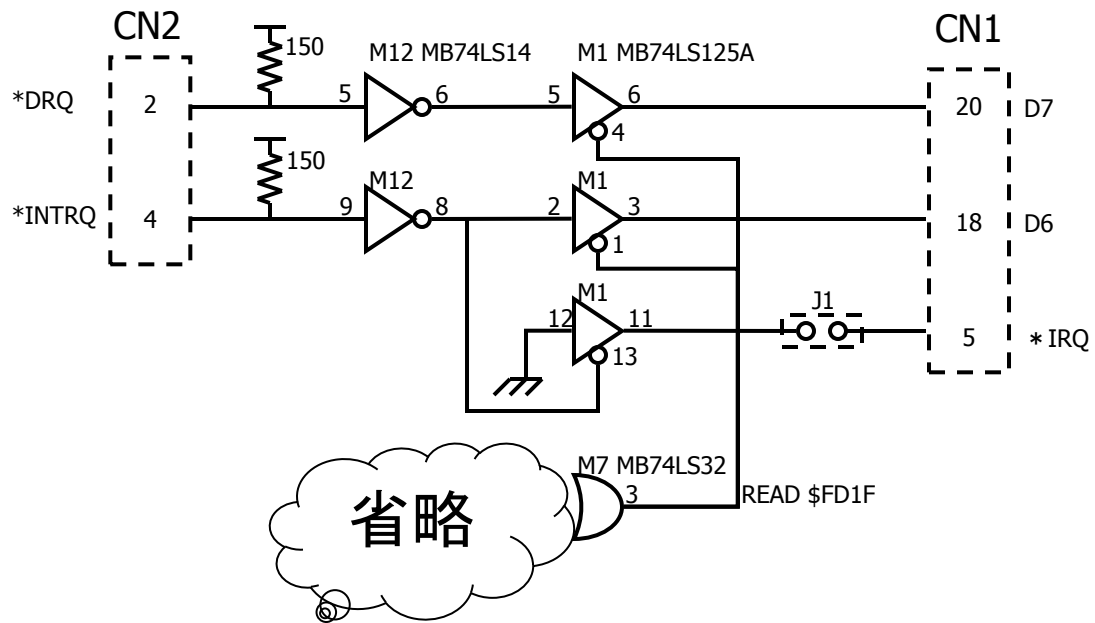 CN2
CN1
150
M12 MB74LS14
M1 MB74LS125A
*DRQ
2
5
6
5
6
4
20
D7
150
M12
M1
*INTRQ
4
9
8
2
3
1
18
D6
M1
J1
12
11
13
5
*IRQ
M7 MB74LS32
3
READ $FD1F
省略